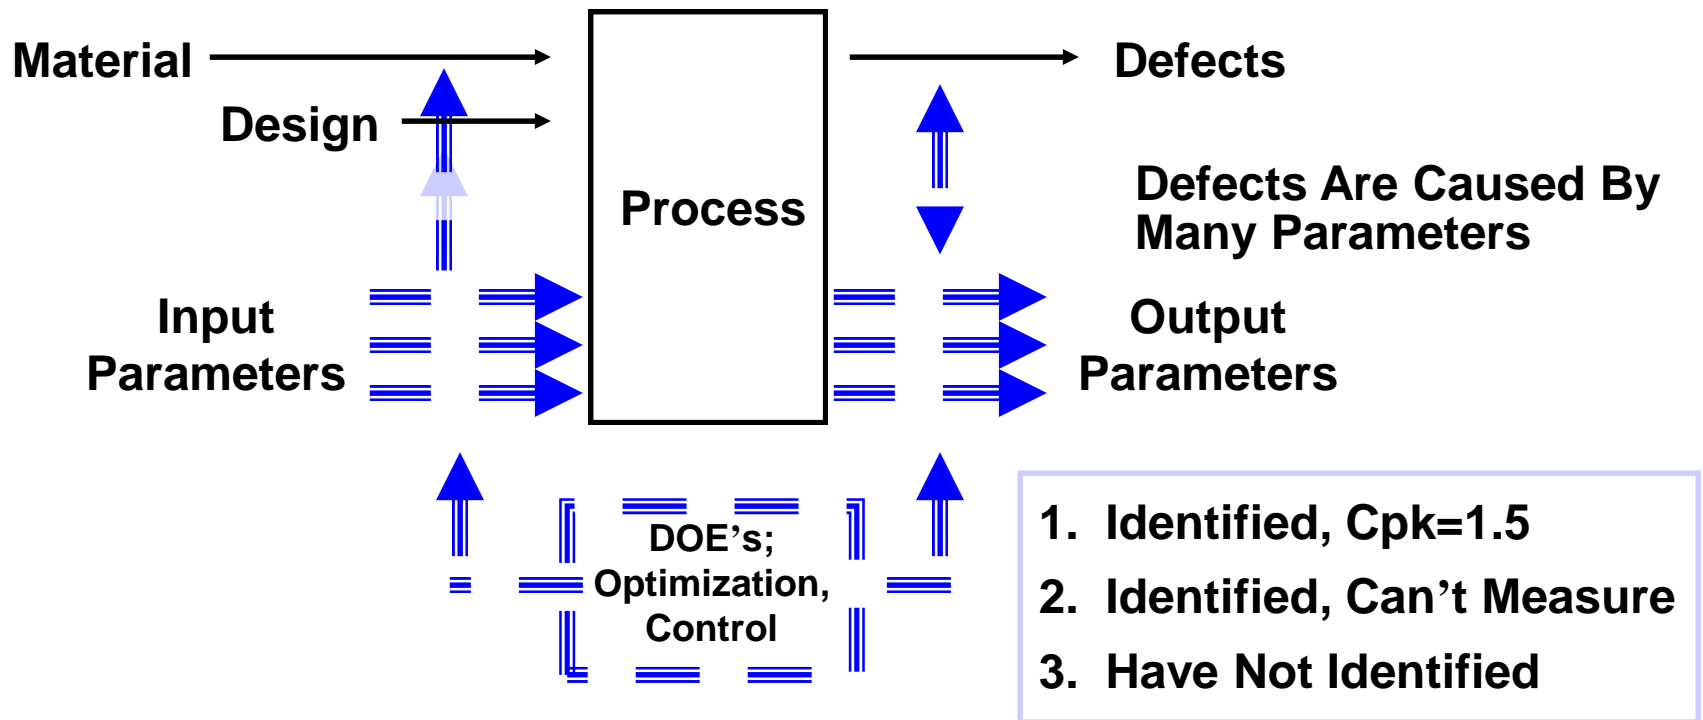 Material
Defects
Design
Process
Defects Are Caused By
Many Parameters
Input
Parameters
Output
Parameters
DOE’s;
Optimization,
Control
1. Identified, Cpk=1.5
2. Identified, Can’t Measure
3. Have Not Identified